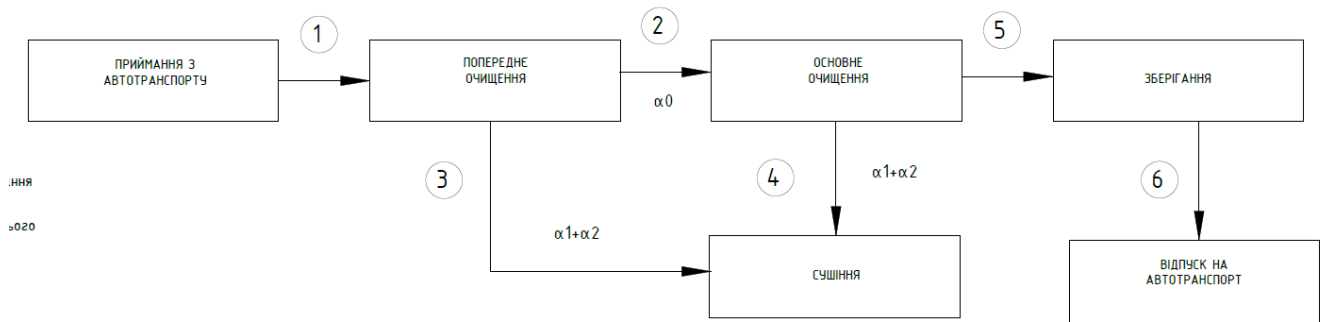 1
2
5
ПРИЙМАННЯ З
АВТОТРАНСПОРТУ
ПОПЕРЕДНЄ
ОЧИЩЕННЯ
ОСНОВНЕ
ОЧИЩЕННЯ
ЗБЕРІГАННЯ
α0
3
4
α1+α2
6
α1+α2
СУШІННЯ
ВІДПУСК НА
АВТОТРАНСПОРТ